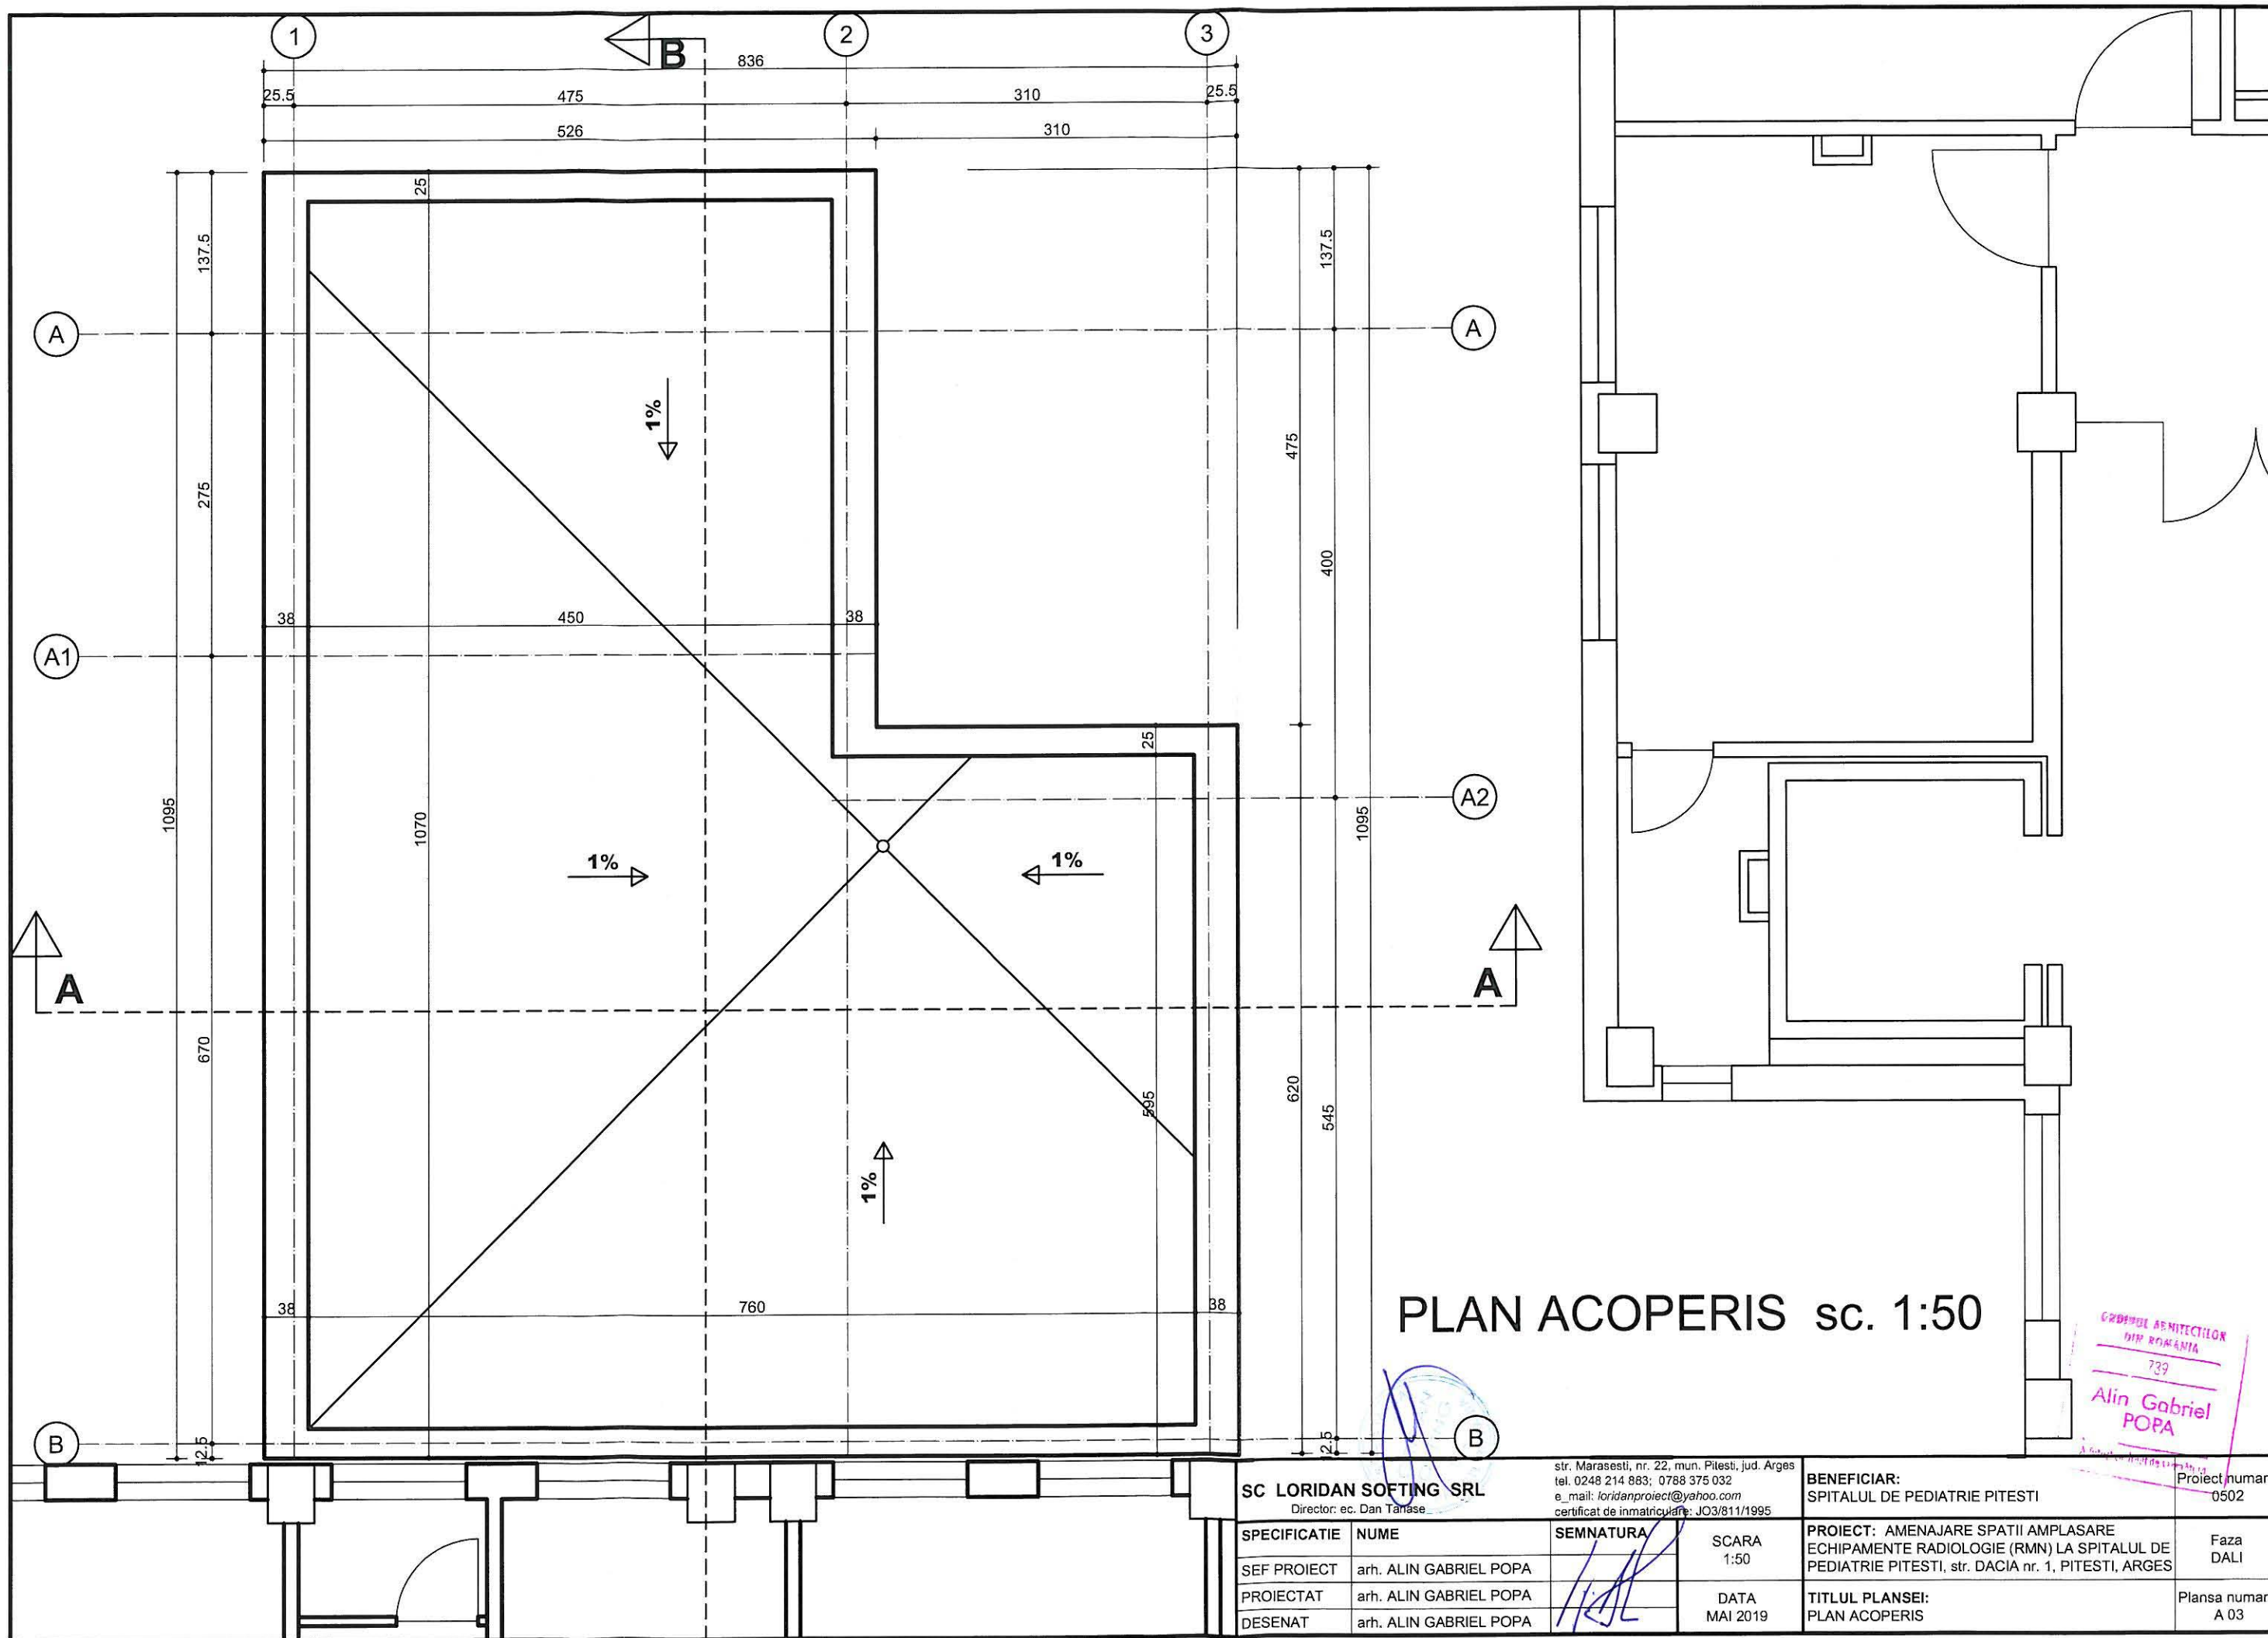 1
2
3
B
836
25.5
475
310
25.5
526
310
25
137.5
137.5
A
A
1%
475
275
400
38
450
38
A1
25
A2
1095
1070
1095
1%
1%
A
A
670
620
595
545
1%
38
760
38
PLAN ACOPERIS sc. 1:50
ORDINUL ARHITECTILOR
DIN ROMANIA
739
Alin Gabriel
POPA
B
12.5
12.5
B
SC LORIDAN SOFTING SRL
Director: ec. Dan Tanase
str. Marasesti, nr. 22, mun. Pitesti, jud. Arges
tel. 0248 214 883; 0788 375 032
e_mail: loridanproiect@yahoo.com
certificat de inmatriculare: JO3/811/1995
BENEFICIAR:
SPITALUL DE PEDIATRIE PITESTI
Proiect numar
0502
SPECIFICATIE NUME SEMNATURA
SCARA
1:50
PROIECT: AMENAJARE SPATII AMPLASARE
ECHIPAMENTE RADIOLOGIE (RMN) LA SPITALUL DE
PEDIATRIE PITESTI, str. DACIA nr. 1, PITESTI, ARGES
Faza
DALI
SEF PROIECT arh. ALIN GABRIEL POPA
PROIECTAT arh. ALIN GABRIEL POPA
DESENAT arh. ALIN GABRIEL POPA
DATA
MAI 2019
TITLUL PLANSEI:
PLAN ACOPERIS
Plansa numar
A 03